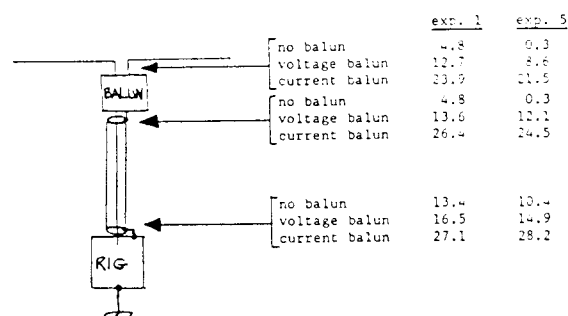 exp. 1 exp. 5
no balun 4.8 0.3
voltage balun 12.7 8.6
current balun 23.9 21.5
BALUN
no balun 4.8 0.3
voltage balun 13.6 12.1
current balun 26.4 24.5
no balun 13.4 10.4
voltage balun 16.5 14.9
current balun 27.1 28.2
RIG